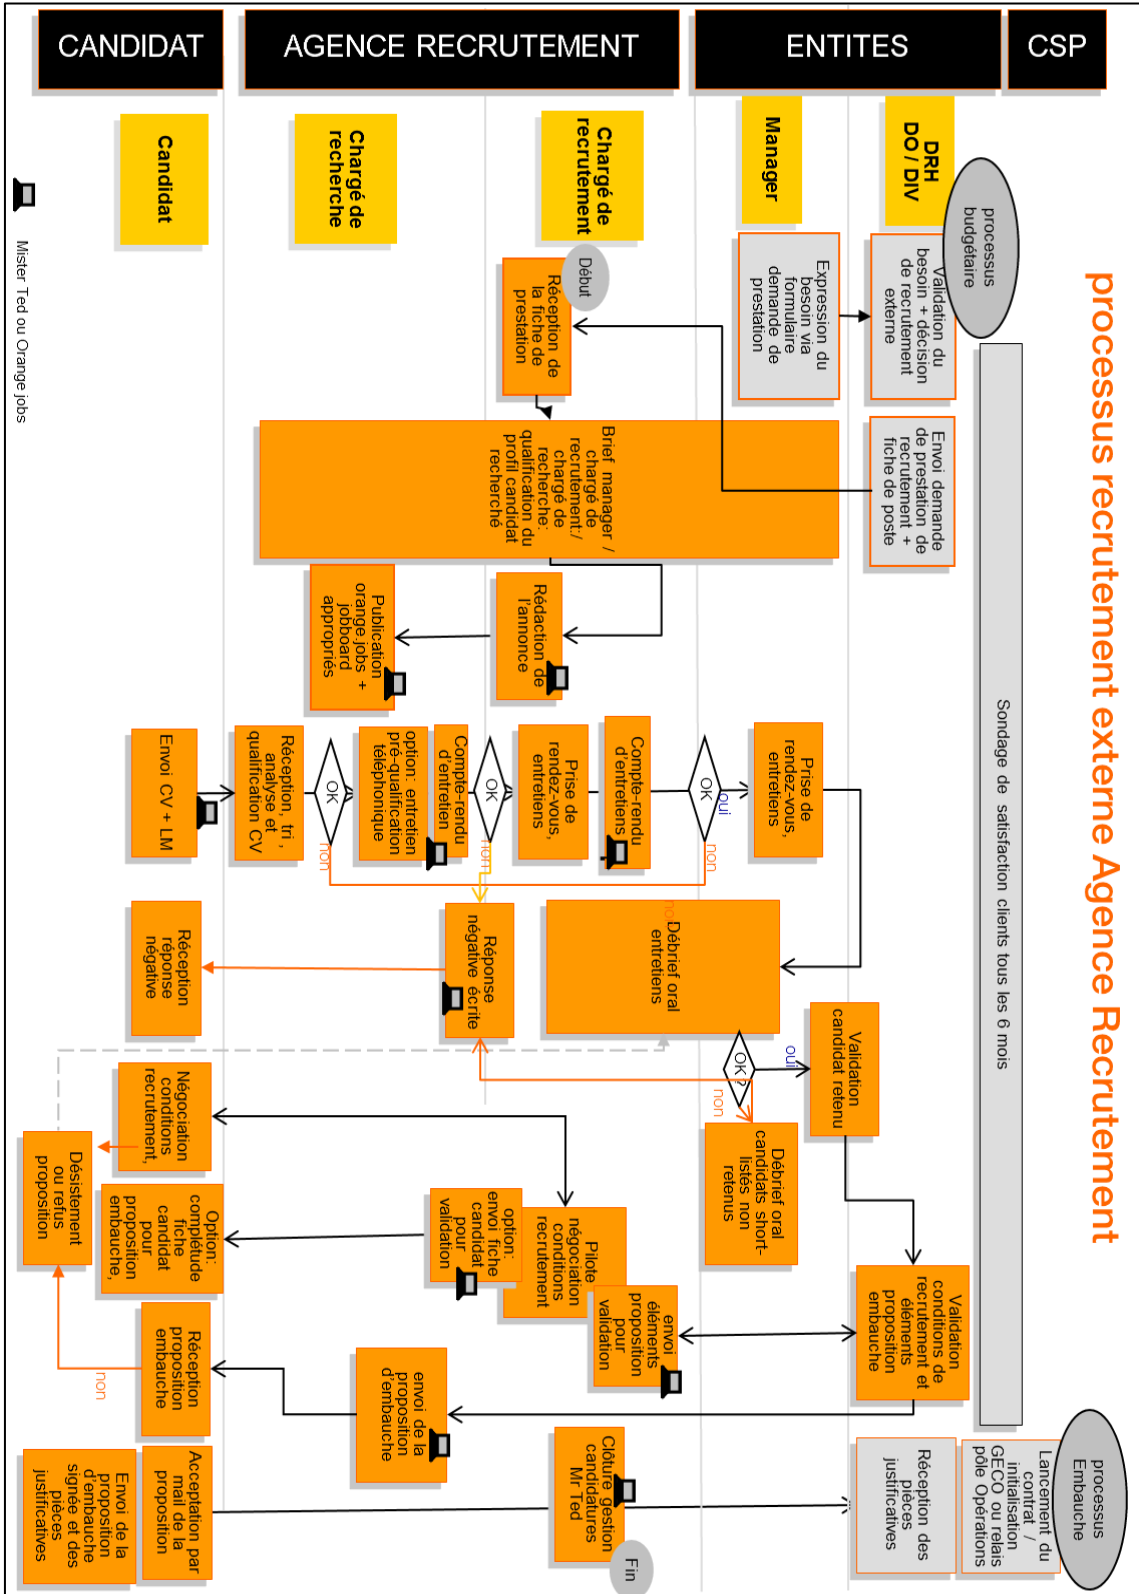 processus recrutement externe Agence Recrutement
CSP
ENTITES
AGENCE RECRUTEMENT
CANDIDAT
DRH
DO / DIV
Manager
Chargé de
recrutement
Chargé de
recherche
Candidat
processus
budgétaire
Sondage de satisfaction clients tous les 6 mois
processus
Embauche
Lancement du
contrat /
initialisation
GECO ou relais
pôle Opérations
Validation du
besoin + décision
de recrutement
externe
Envoi demande
de prestation de
recrutement +
fiche de poste
Validation
candidat retenu
Validation
conditions de
recrutement et
éléments
proposition
embauche
Réception des
pièces
justificatives
Expression du
besoin via
formulaire
demande de
prestation
Prise de
rendez-vous,
entretiens
oui
OK
non
oui
OK?
non
Débrief oral
candidats short-
listés non
retenus
Début
Réception de
la fiche de
prestation
Brief manager /
chargé de
recrutement:/
chargé de
recherche:
qualification du
profil candidat
recherché
Rédaction de
l'annonce
Compte-rendu
d'entretiens
Prise de
rendez-vous,
entretiens
non
Débrief oral
entretiens
envoi
éléments
proposition
pour
validation
Pilote
négociation
conditions
recrutement
Clôture gestion
candidatures
Mr Ted
Fin
Publication
orange.jobs +
jobboard
appropriés
OK
non
Compte-rendu
d'entretien
option: entretien
pré-qualification
téléphonique
OK
non
Réponse
négative écrite
option:
envoi fiche
candidat
pour
validation
envoi de la
proposition
d'embauche
Réception, tri ,
analyse et
qualification CV
Envoi CV + LM
Réception
réponse
négative
Négociation
conditions
recrutement,
Option:
complétude
fiche
candidat
pour
proposition
embauche,
Réception
proposition
embauche
non
Désistement
ou refus
proposition
Acceptation par
mail de la
proposition
Envoi de la
proposition
d'embauche
signée et des
pièces
justificatives
Mister Ted ou Orange jobs